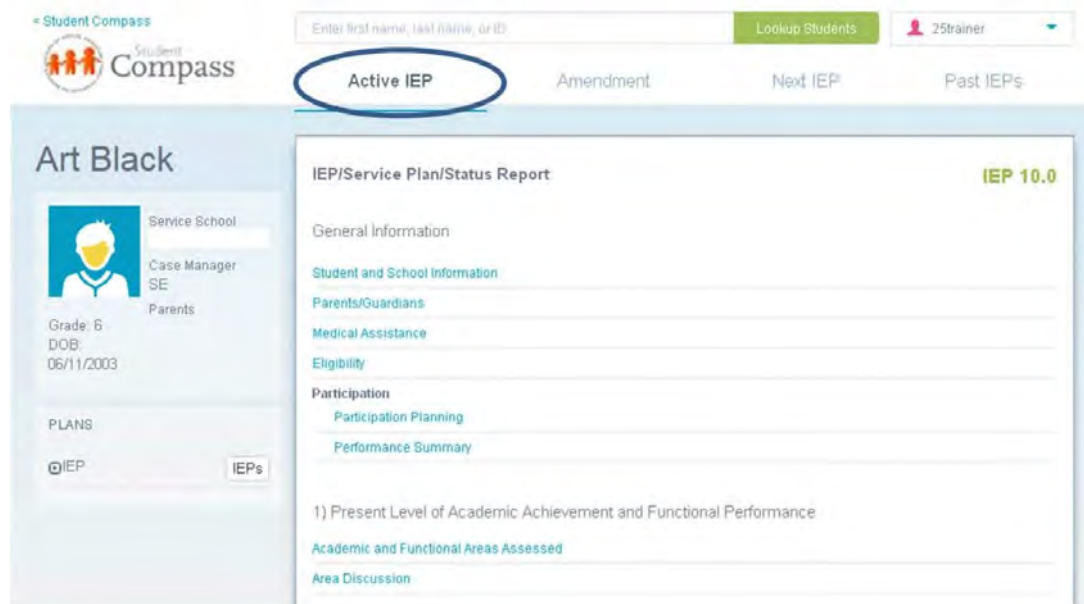 < Student Compass
Enter first name, last name, or ID
Lookup Students
25trainer
Student
Compass
Active IEP
Amendment
Next IEP
Past IEPs
Art Black
Service School
Case Manager
SE
Parents
Grade: 6
DOB:
06/11/2003
PLANS
IEP
IEPs
IEP/Service Plan/Status Report
IEP 10.0
General Information
Student and School Information
Parents/Guardians
Medical Assistance
Eligibility
Participation
Participation Planning
Performance Summary
1) Present Level of Academic Achievement and Functional Performance
Academic and Functional Areas Assessed
Area Discussion